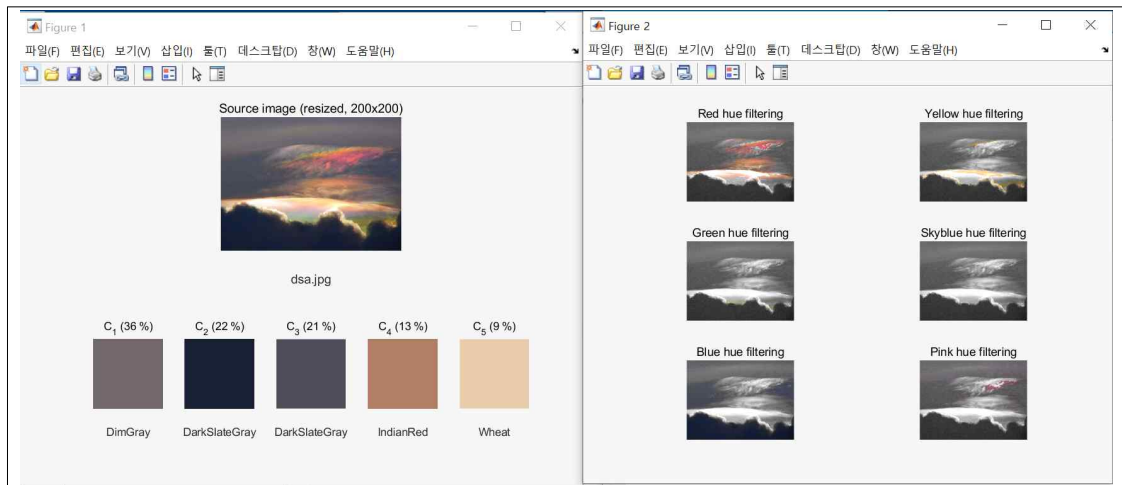 Figure 1
파일(F) 편집(E) 보기(V) 삽입(I) 툴(T) 데스크탑(D) 창(W) 도움말(H)
Source image (resized, 200x200)
dsa.jpg
C1 (36 %) C2 (22 %) C3 (21 %) C4 (13 %) C5 (9 %)
DimGray DarkSlateGray DarkSlateGray IndianRed Wheat
Figure 2
파일(F) 편집(E) 보기(V) 삽입(I) 툴(T) 데스크탑(D) 창(W) 도움말(H)
Red hue filtering Yellow hue filtering
Green hue filtering Skyblue hue filtering
Blue hue filtering Pink hue filtering